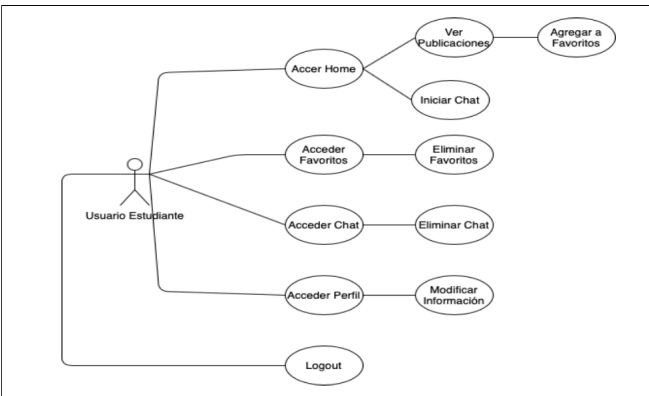 Ver
Publicaciones
Agregar a
Favoritos
Accer Home
Iniciar Chat
Acceder
Favoritos
Eliminar
Favoritos
Usuario Estudiante
Acceder Chat
Eliminar Chat
Acceder Perfil
Modificar
Información
Logout